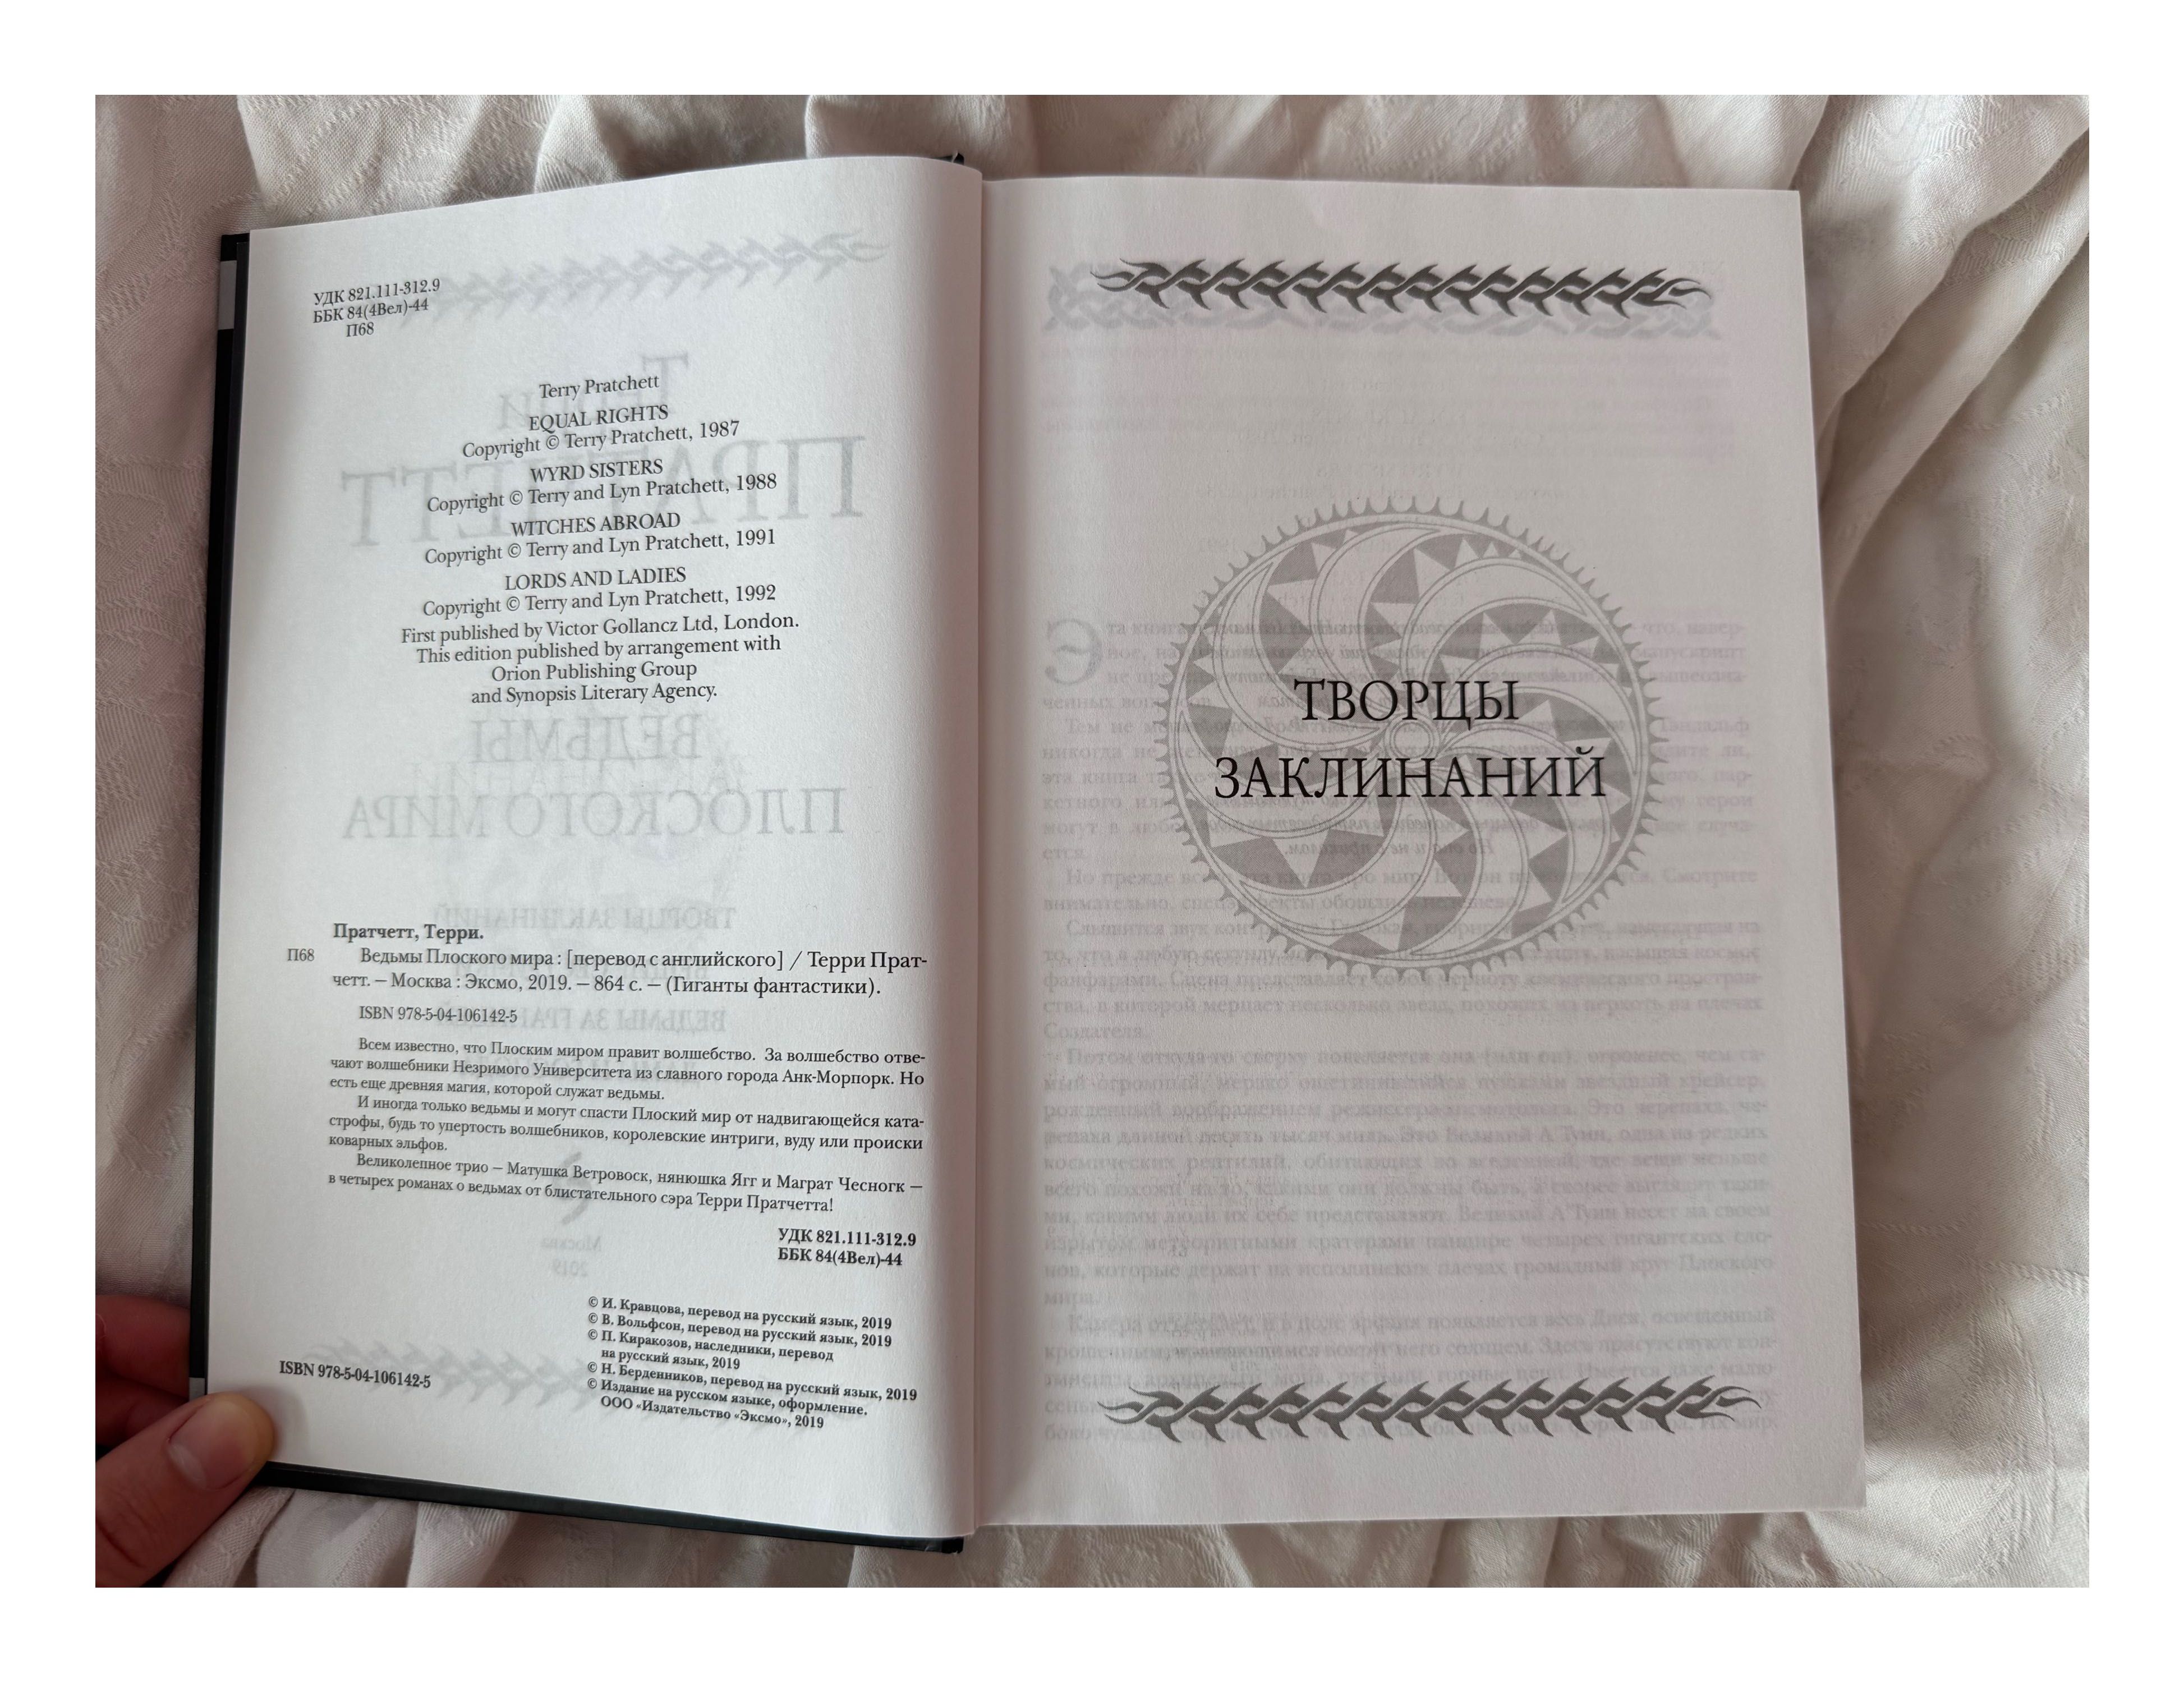 УДК 821.111-312.9
ББК 84(4Вел)-44
П68
Terry Pratchett
EQUAL RIGHTS
Copyright © Terry Pratchett, 1987
WYRD SISTERS
Copyright © Terry and Lyn Pratchett, 1988
WITCHES ABROAD
Copyright © Terry and Lyn Pratchett, 1991
LORDS AND LADIES
Copyright © Terry and Lyn Pratchett, 1992
First published by Victor Gollancz Ltd, London.
This edition published by arrangement with
Orion Publishing Group
and Synopsis Literary Agency.
Пратчетт, Терри.
П68 Ведьмы Плоского мира : [перевод с английского] / Терри Прат-
четт. — Москва : Эксмо, 2019. — 864 с. — (Гиганты фантастики).
ISBN 978-5-04-106142-5
Всем известно, что Плоским миром правит волшебство. За волшебство отве-
чают волшебники Незримого Университета из славного города Анк-Морпорк. Но
есть еще древняя магия, которой служат ведьмы.
И иногда только ведьмы и могут спасти Плоский мир от надвигающейся ката-
строфы, будь то упертость волшебников, королевские интриги, вуду или происки
коварных эльфов.
Великолепное трио — Матушка Ветровоск, нянюшка Ягг и Маграт Чесногк —
в четырех романах о ведьмах от блистательного сэра Терри Пратчетта!
УДК 821.111-312.9
ББК 84(4Вел)-44
© И. Кравцова, перевод на русский язык, 2019
© В. Вольфсон, перевод на русский язык, 2019
© П. Киракозов, наследники, перевод
на русский язык, 2019
© Н. Берденников, перевод на русский язык, 2019
© Издание на русском языке, оформление.
ООО «Издательство «Эксмо», 2019
ISBN 978-5-04-106142-5
ТВОРЦЫ
ЗАКЛИНАНИЙ